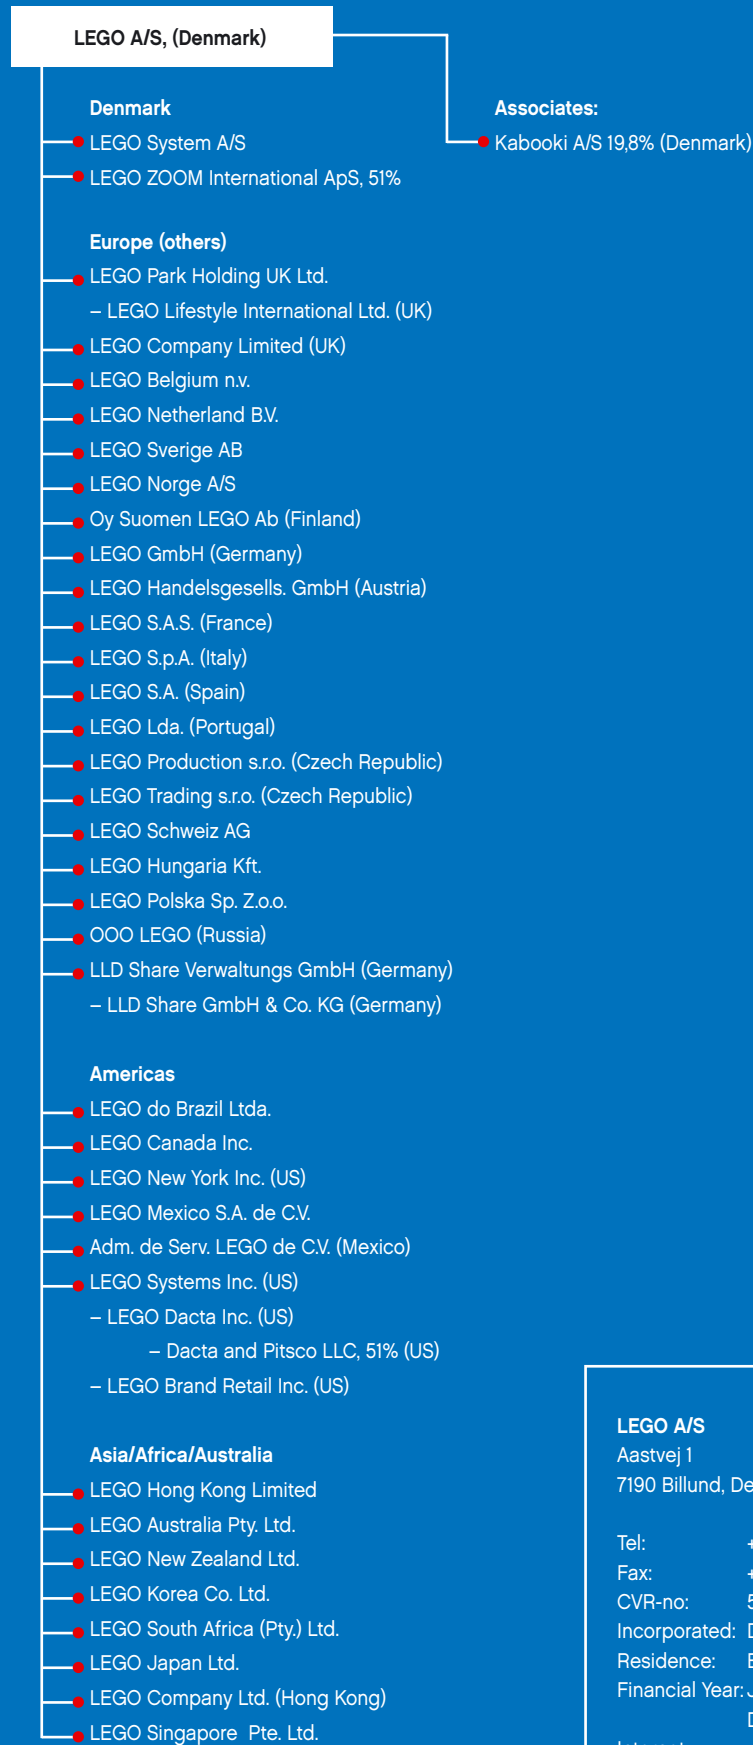 LEGO A/S, (Denmark)
Denmark
LEGO System A/S
LEGO ZOOM International ApS, 51%
Associates:
Kabooki A/S 19,8% (Denmark)
Europe (others)
LEGO Park Holding UK Ltd.
– LEGO Lifestyle International Ltd. (UK)
LEGO Company Limited (UK)
LEGO Belgium n.v.
LEGO Netherland B.V.
LEGO Sverige AB
LEGO Norge A/S
Oy Suomen LEGO Ab (Finland)
LEGO GmbH (Germany)
LEGO Handelsgesells. GmbH (Austria)
LEGO S.A.S. (France)
LEGO S.p.A. (Italy)
LEGO S.A. (Spain)
LEGO Lda. (Portugal)
LEGO Production s.r.o. (Czech Republic)
LEGO Trading s.r.o. (Czech Republic)
LEGO Schweiz AG
LEGO Hungaria Kft.
LEGO Polska Sp. Z.o.o.
OOO LEGO (Russia)
LLD Share Verwaltungs GmbH (Germany)
– LLD Share GmbH & Co. KG (Germany)
Americas
LEGO do Brazil Ltda.
LEGO Canada Inc.
LEGO New York Inc. (US)
LEGO Mexico S.A. de C.V.
Adm. de Serv. LEGO de C.V. (Mexico)
LEGO Systems Inc. (US)
– LEGO Dacta Inc. (US)
– Dacta and Pitsco LLC, 51% (US)
– LEGO Brand Retail Inc. (US)
Asia/Africa/Australia
LEGO Hong Kong Limited
LEGO Australia Pty. Ltd.
LEGO New Zealand Ltd.
LEGO Korea Co. Ltd.
LEGO South Africa (Pty.) Ltd.
LEGO Japan Ltd.
LEGO Company Ltd. (Hong Kong)
LEGO Singapore Pte. Ltd.
LEGO A/S
Aastvej 1
7190 Billund, De
Tel: +
Fax: +
CVR-no: 5
Incorporated:
Residence:
Financial Year: